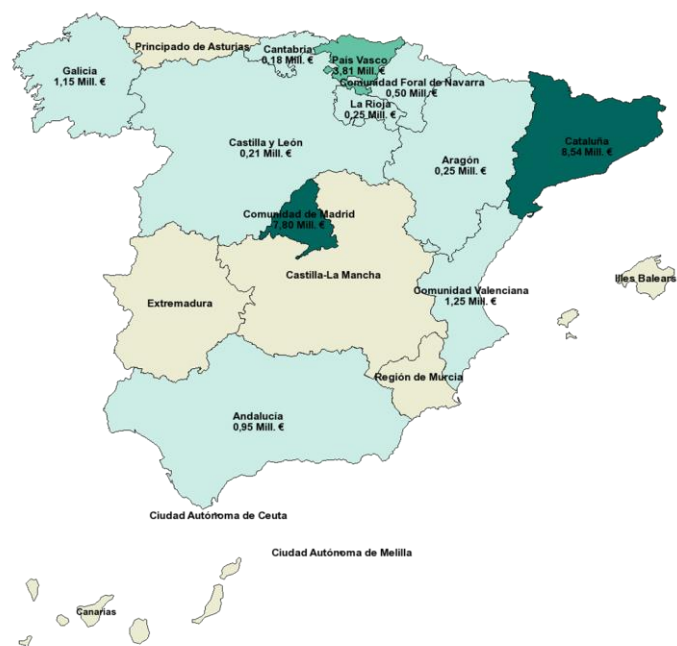 Principado de Asturias
Cantabria
0,18 Mill. €
País Vasco
3,81 Mill. €
Galicia
1,15 Mill. €
Comunidad Foral de Navarra
0,50 Mill. €
La Rioja
0,25 Mill. €
Castilla y León
0,21 Mill. €
Aragón
0,25 Mill. €
Cataluña
8,54 Mill. €
Comunidad de Madrid
7,80 Mill. €
Castilla-La Mancha
Illes Balears
Comunidad Valenciana
1,25 Mill. €
Extremadura
Región de Murcia
Andalucía
0,95 Mill. €
Ciudad Autónoma de Ceuta
Ciudad Autónoma de Melilla
Canarias